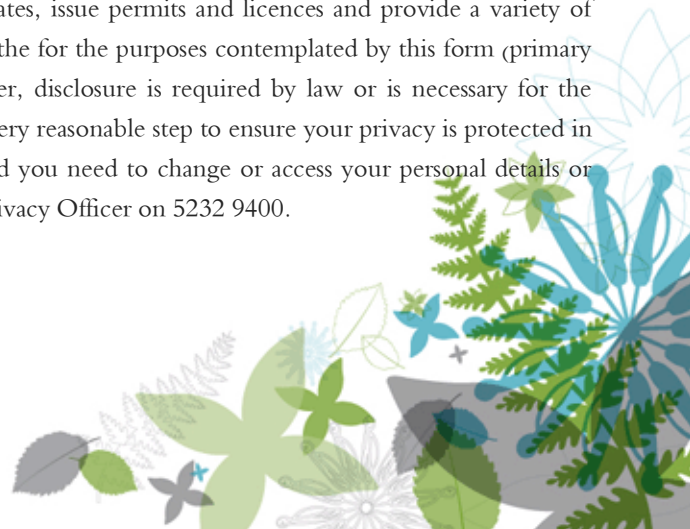 ates, issue permits and licences and provide a variety of
the for the purposes contemplated by this form (primary
er, disclosure is required by law or is necessary for the
ery reasonable step to ensure your privacy is protected in
d you need to change or access your personal details or
ivacy Officer on 5232 9400.